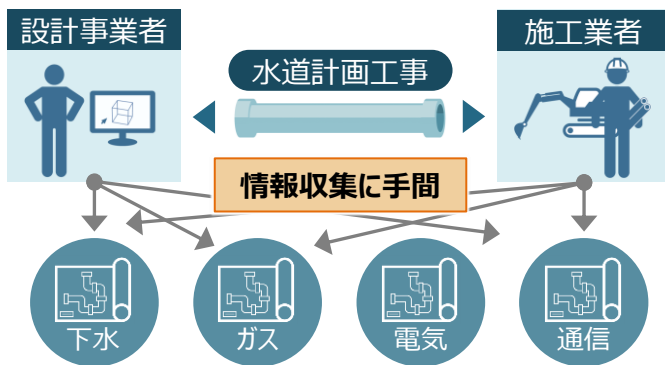 設計事業者
施工業者
水道計画工事
情報収集に手間
下水
ガス
電気
通信